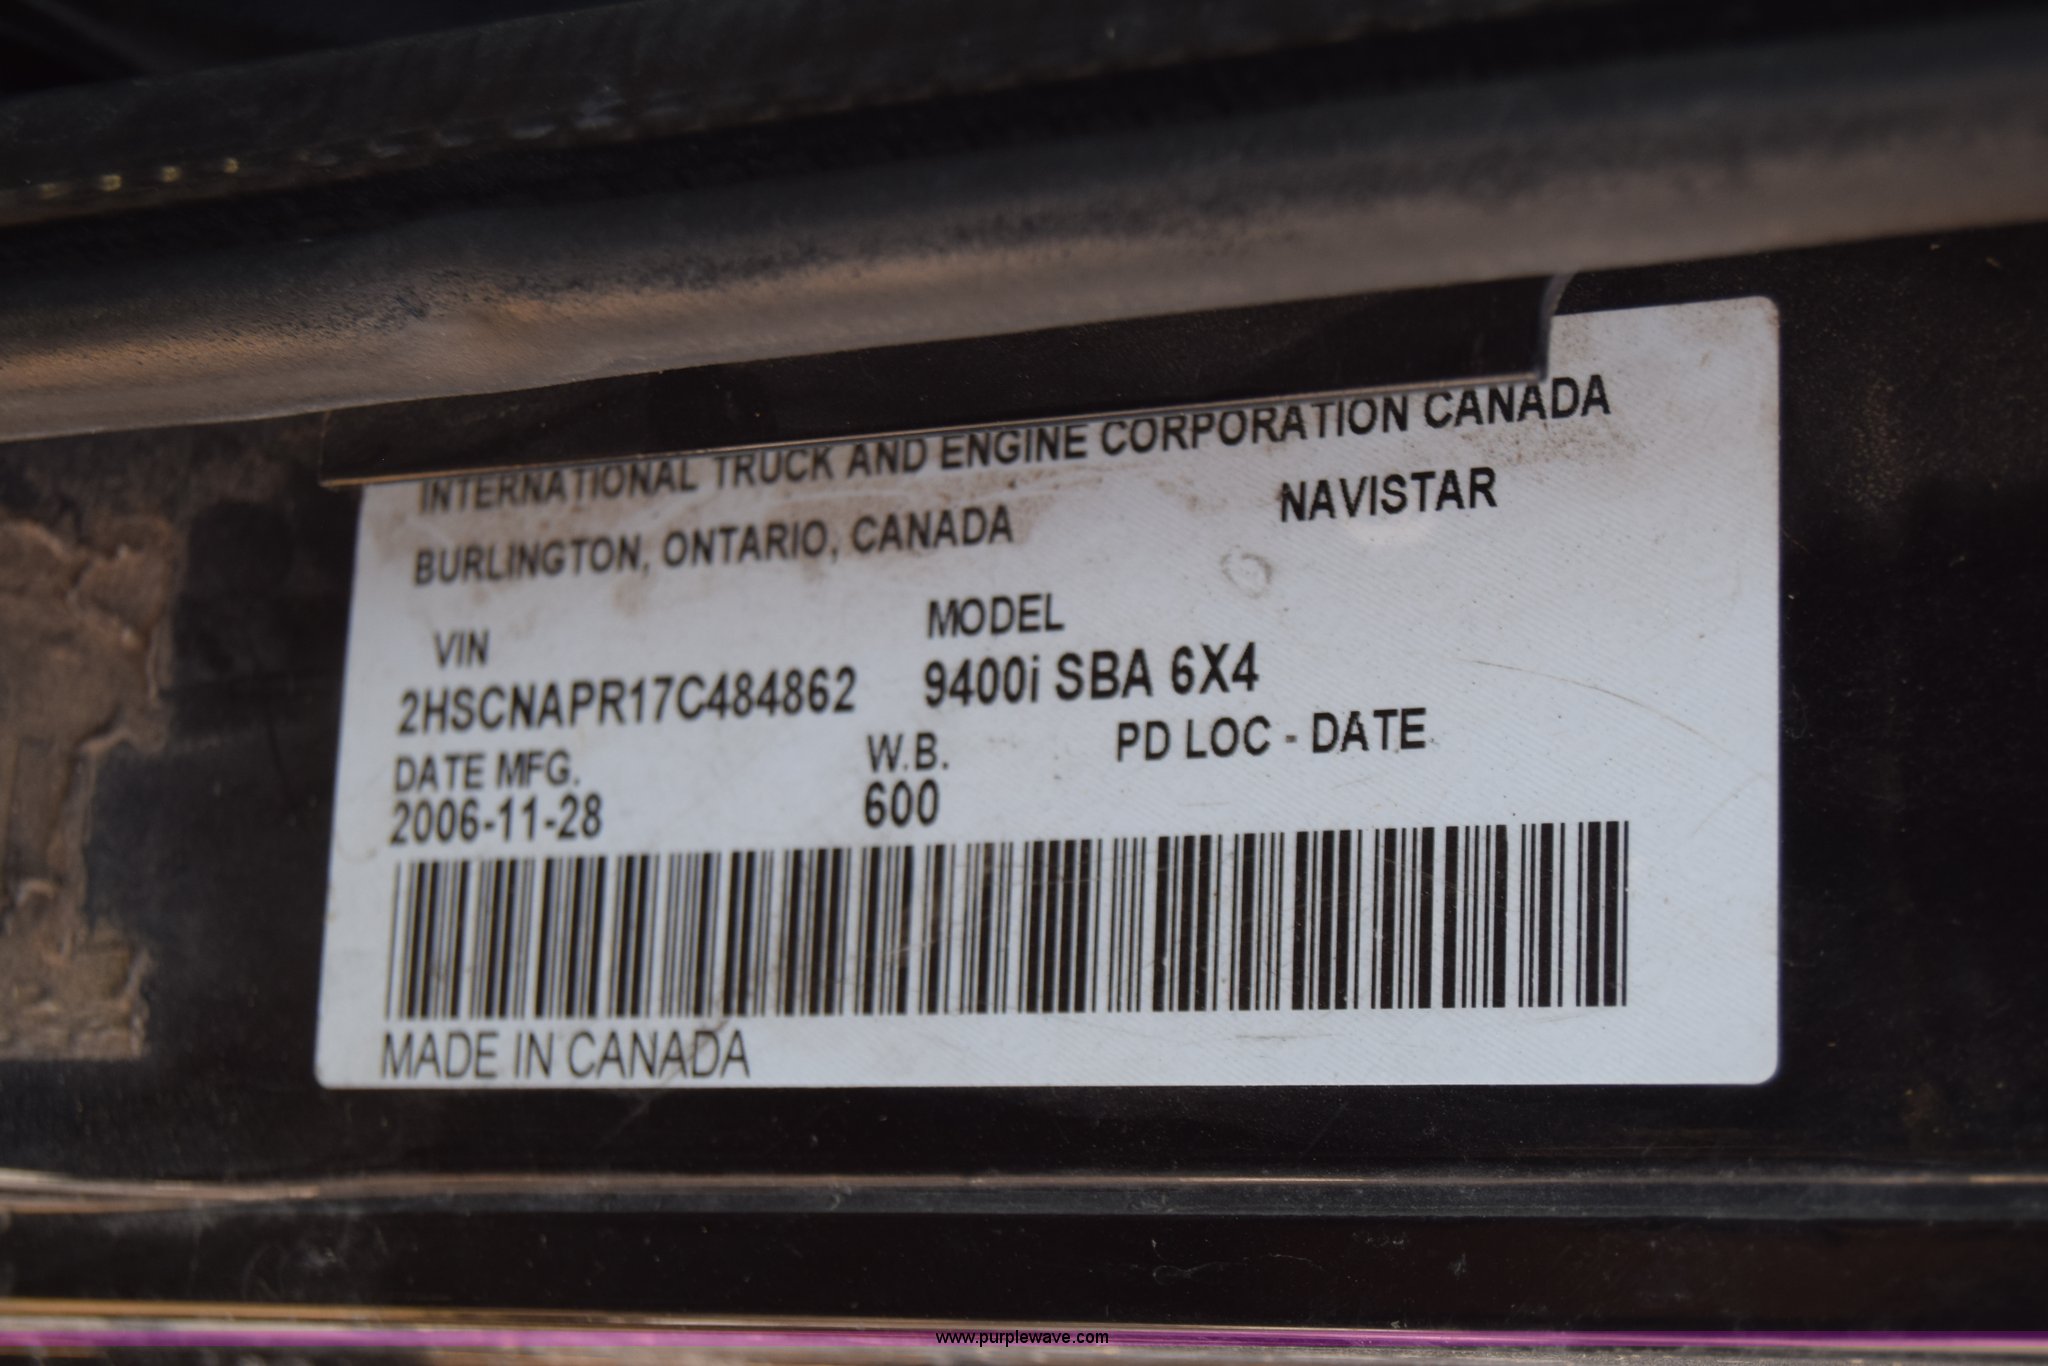 INTERNATIONAL TRUCK AND ENGINE CORPORATION CANADA
BURLINGTON, ONTARIO, CANADA NAVISTAR
VIN MODEL
2HSCNAPR17C484862 9400i SBA 6X4
DATE MFG. W.B. PD LOC - DATE
2006-11-28 600
MADE IN CANADA
www.purplewave.com